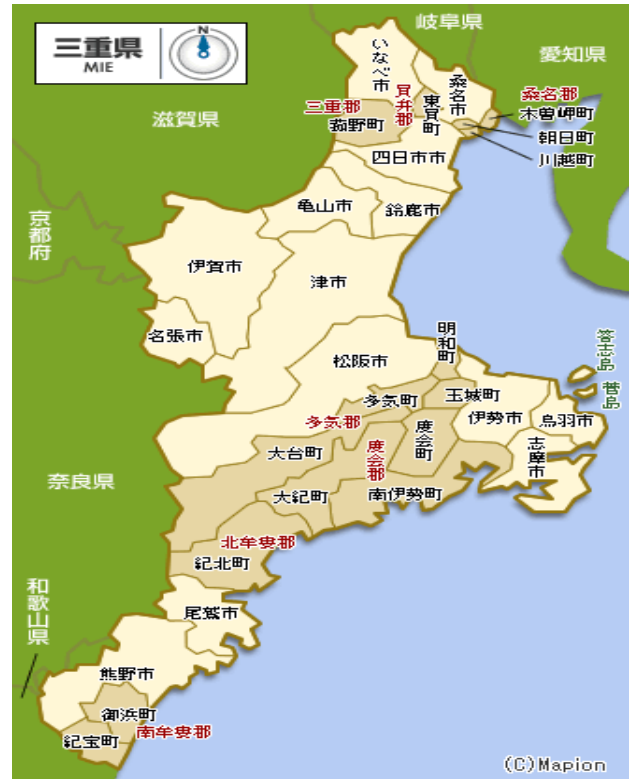 三重県
MIE
N
岐阜県
愛知県
滋賀県
京都府
奈良県
和歌山県
いなべ市
桑名市
桑名郡
三重郡
員弁郡
東員町
木曽岬町
菰野町
朝日町
川越町
四日市市
亀山市
鈴鹿市
伊賀市
津市
名張市
明和町
答志島
松阪市
菅島
多気町
玉城町
多気郡
伊勢市
鳥羽市
度会町
度会郡
志摩市
大台町
大紀町
南伊勢町
北牟婁郡
紀北町
尾鷲市
熊野市
御浜町
南牟婁郡
紀宝町
(C)Mapion